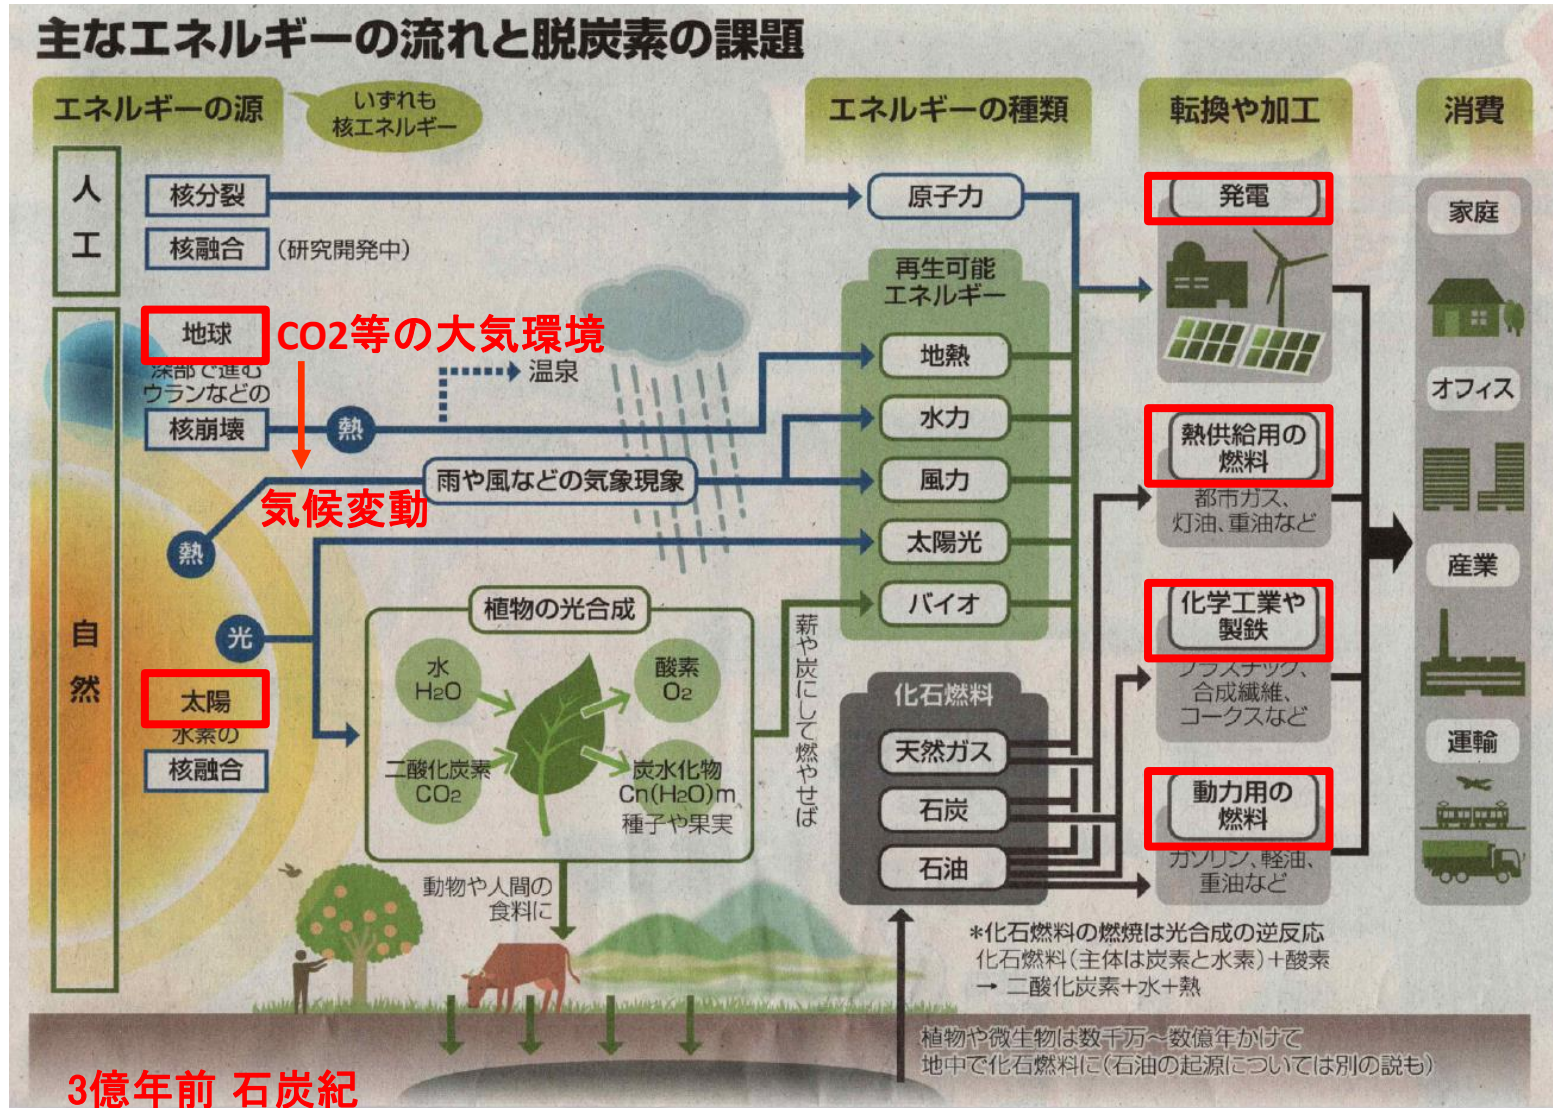 主なエネルギーの流れと脱炭素の課題
エネルギーの源
いずれも
核エネルギー
エネルギーの種類
転換や加工
消費
人
工
核分裂
核融合
(研究開発中)
原子力
発電
家庭
自
然
地球
深部で進む
ウランなどの
核崩壊
CO2等の大気環境
熱
温泉
雨や風などの気象現象
気候変動
熱
光
太陽
水素の
核融合
植物の光合成
水
H2O
酸素
O2
二酸化炭素
CO2
炭水化物
Cn(H2O)m
種子や果実
薪や炭にして燃やせば
動物や人間の
食料に
再生可能
エネルギー
地熱
水力
風力
太陽光
バイオ
化石燃料
天然ガス
石炭
石油
熱供給用の
燃料
都市ガス、
灯油、重油など
化学工業や
製鉄
プラスチック、
合成繊維、
コークスなど
動力用の
燃料
ガソリン、軽油、
重油など
オフィス
産業
運輸
*化石燃料の燃焼は光合成の逆反応
化石燃料(主体は炭素と水素)+酸素
→ 二酸化炭素+水+熱
植物や微生物は数千万~数億年かけて
地中で化石燃料に(石油の起源については別の説も)
3億年前 石炭紀